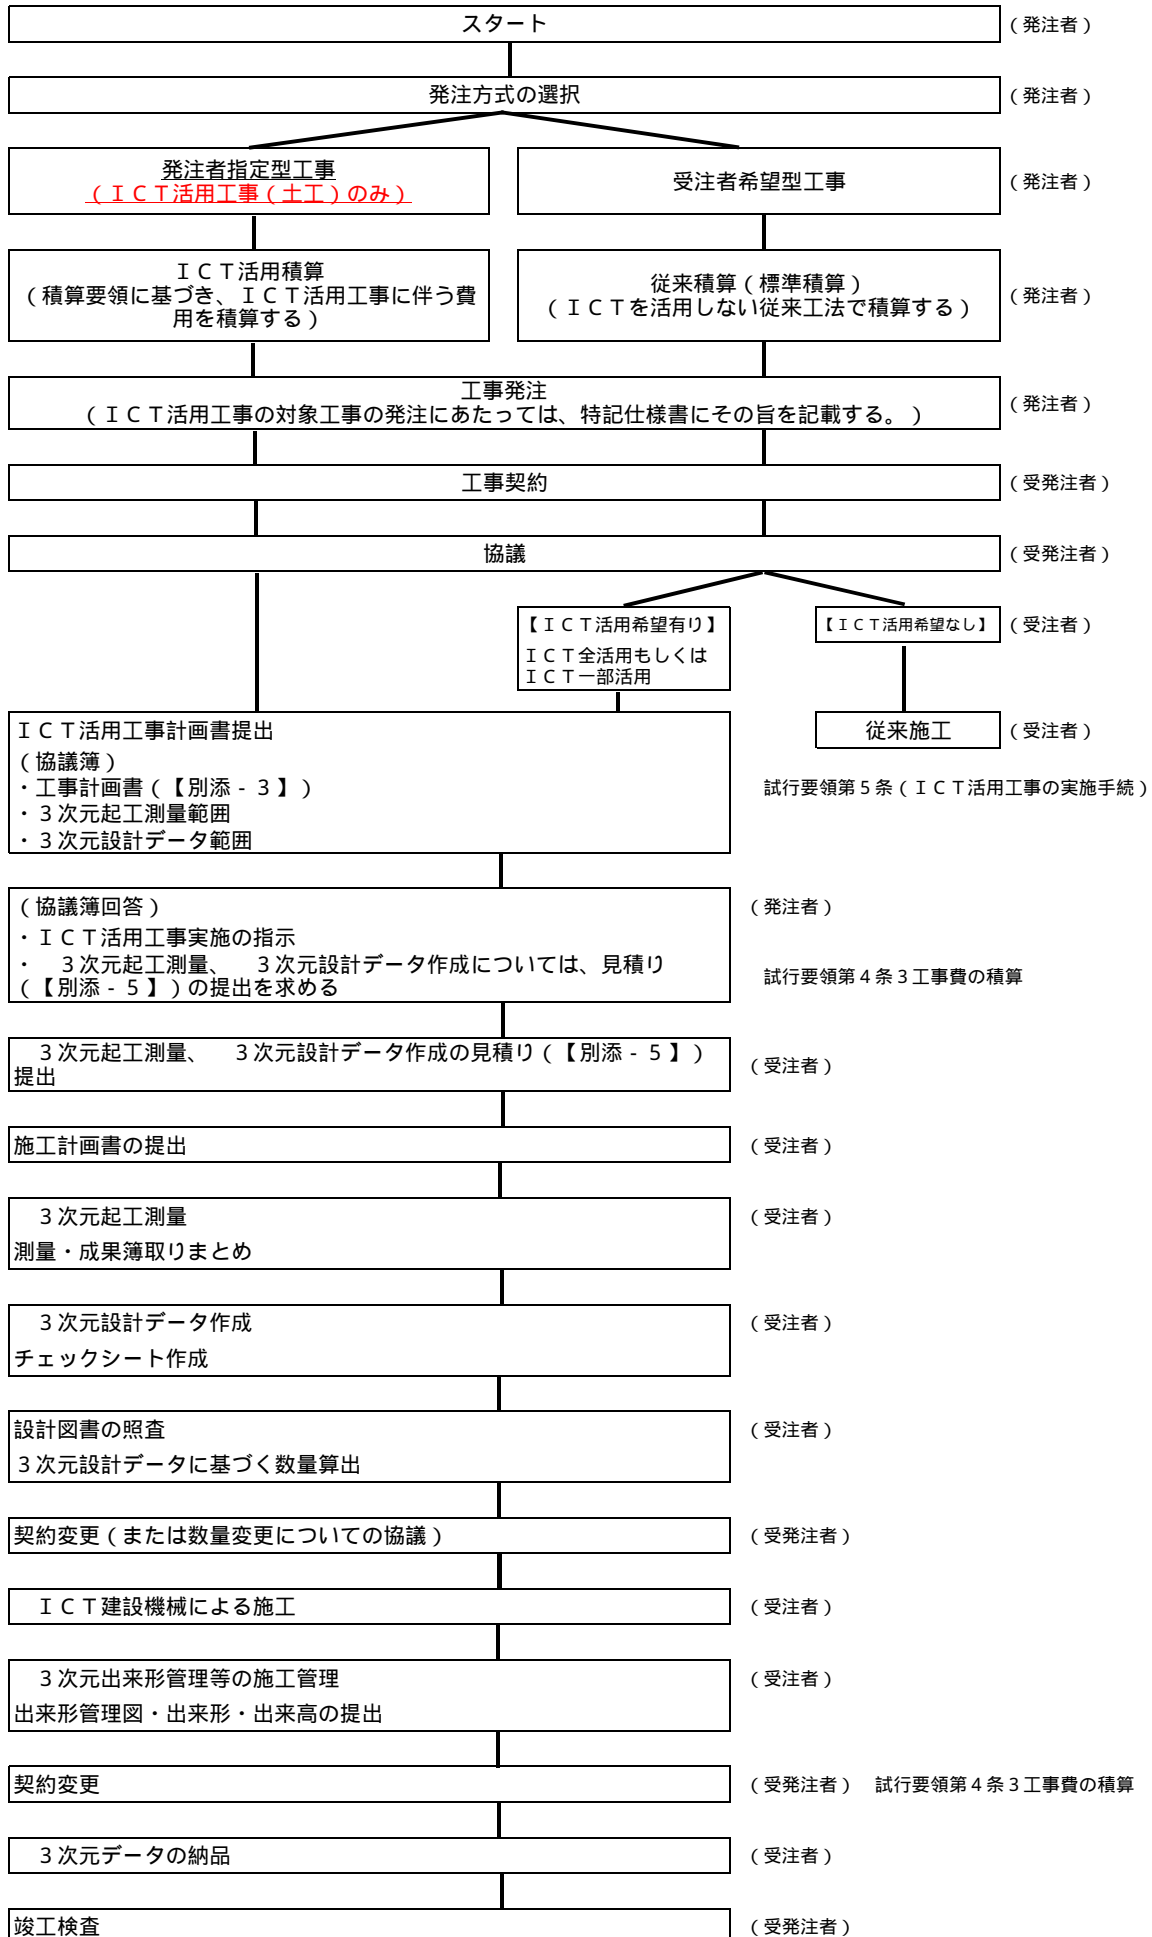 スタート
（発注者）
発注方式の選択
（発注者）
発注者指定型工事
（ＩＣＴ活用工事（土工）のみ）
受注者希望型工事
（発注者）
ＩＣＴ活用積算
（積算要領に基づき、ＩＣＴ活用工事に伴う費
用を積算する）
従来積算（標準積算）
（ＩＣＴを活用しない従来工法で積算する）
（発注者）
工事発注
（ＩＣＴ活用工事の対象工事の発注にあたっては、特記仕様書にその旨を記載する。）
（発注者）
工事契約
（受発注者）
協議
（受発注者）
【ＩＣＴ活用希望有り】
ＩＣＴ全活用もしくは
ＩＣＴ一部活用
【ＩＣＴ活用希望なし】
（受注者）
ＩＣＴ活用工事計画書提出
（協議簿）
・工事計画書（【別添‐３】）
・３次元起工測量範囲
・３次元設計データ範囲
従来施工
（受注者）
試行要領第５条（ＩＣＴ活用工事の実施手続）
（協議簿回答）
・ＩＣＴ活用工事実施の指示
・　３次元起工測量、　３次元設計データ作成については、見積り
（【別添‐５】）の提出を求める
（発注者）
試行要領第４条３工事費の積算
３次元起工測量、　３次元設計データ作成の見積り（【別添‐５】）
提出
（受注者）
施工計画書の提出
（受注者）
３次元起工測量
測量・成果簿取りまとめ
（受注者）
３次元設計データ作成
チェックシート作成
（受注者）
設計図書の照査
３次元設計データに基づく数量算出
（受注者）
契約変更（または数量変更についての協議）
（受発注者）
ＩＣＴ建設機械による施工
（受注者）
３次元出来形管理等の施工管理
出来形管理図・出来形・出来高の提出
（受注者）
契約変更
（受発注者）　試行要領第４条３工事費の積算
３次元データの納品
（受注者）
竣工検査
（受発注者）